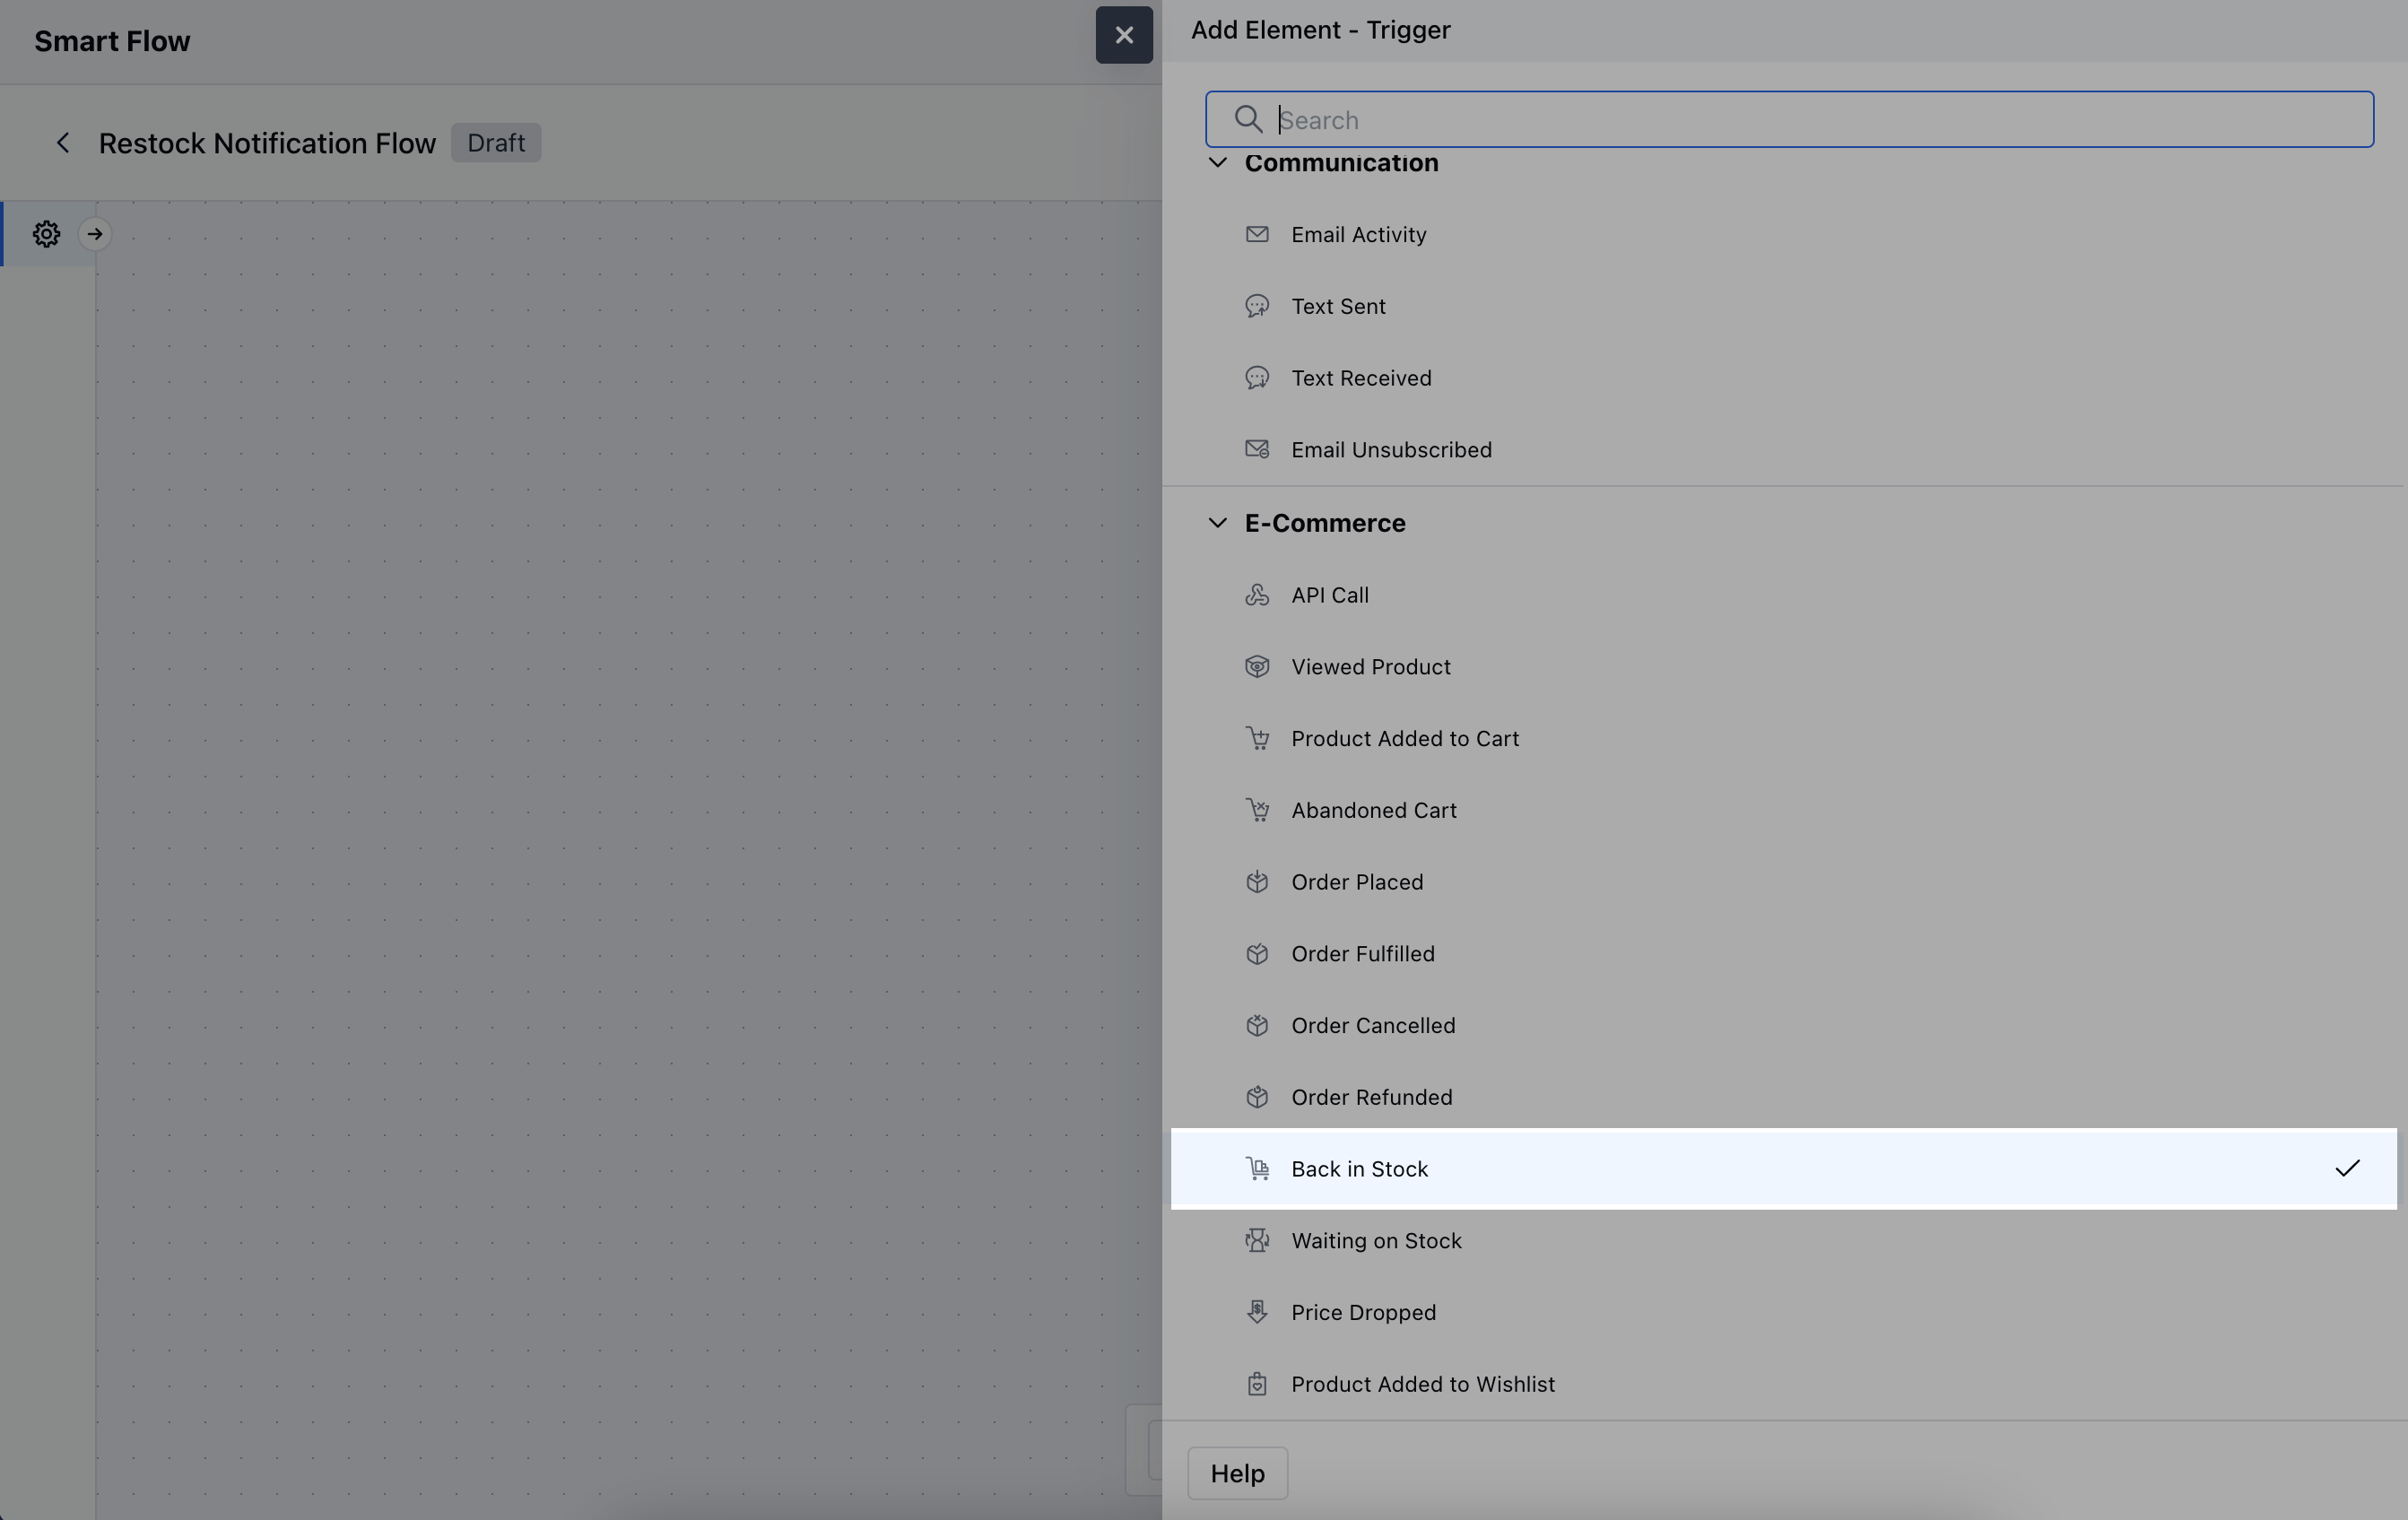 Smart Flow
Restock Notification Flow
Draft
Add Element - Trigger
Search
Communication
Email Activity
Text Sent
Text Received
Email Unsubscribed
E-Commerce
API Call
Viewed Product
Product Added to Cart
Abandoned Cart
Order Placed
Order Fulfilled
Order Cancelled
Order Refunded
Back in Stock
Waiting on Stock
Price Dropped
Product Added to Wishlist
Help